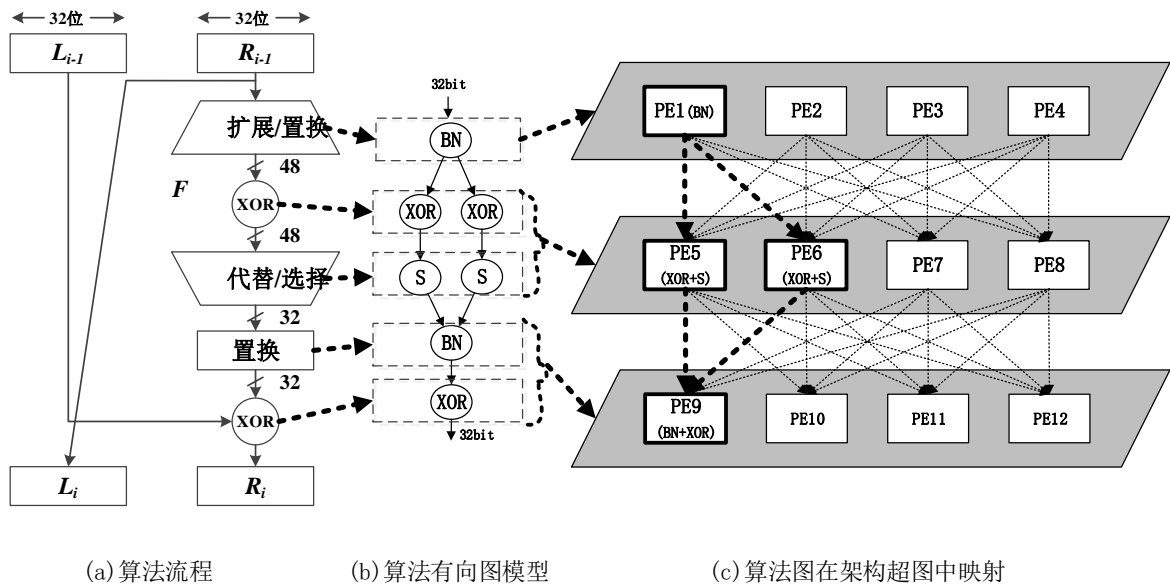 32位
32位
L_{i-1}
R_{i-1}
扩展/置换
48
F
XOR
48
代替/选择
32
置换
32
XOR
L_i
R_i
32bit
BN
XOR XOR
S S
BN
XOR
32bit
PE1(BN) PE2 PE3 PE4
PE5 PE6 PE7 PE8
(XOR+S) (XOR+S)
PE9 PE10 PE11 PE12
(BN+XOR)
(a)算法流程 (b)算法有向图模型 (c)算法图在架构超图中映射